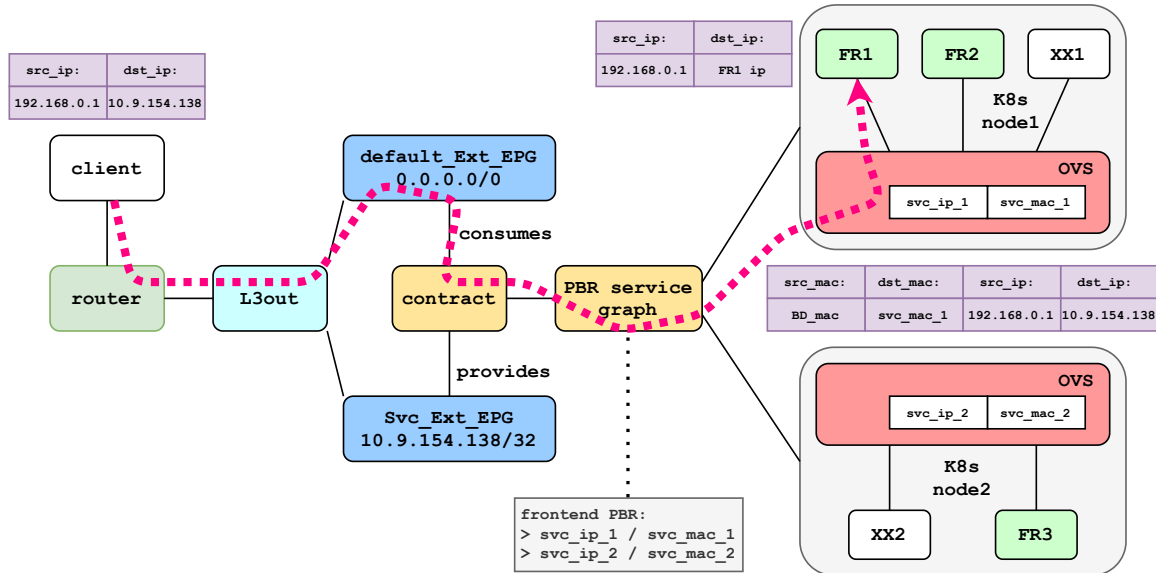 src_ip: dst_ip:
192.168.0.1 10.9.154.138
client
router
L3out
default_Ext_EPG
0.0.0.0/0
consumes
contract
PBR service
graph
provides
Svc_Ext_EPG
10.9.154.138/32
frontend PBR:
> svc_ip_1 / svc_mac_1
> svc_ip_2 / svc_mac_2
src_ip: dst_ip:
192.168.0.1 FR1 ip
FR1 FR2 XX1
K8s
node1
OVS
svc_ip_1 svc_mac_1
src_mac: dst_mac: src_ip: dst_ip:
BD_mac svc_mac_1 192.168.0.1 10.9.154.138
OVS
svc_ip_2 svc_mac_2
K8s
node2
XX2 FR3